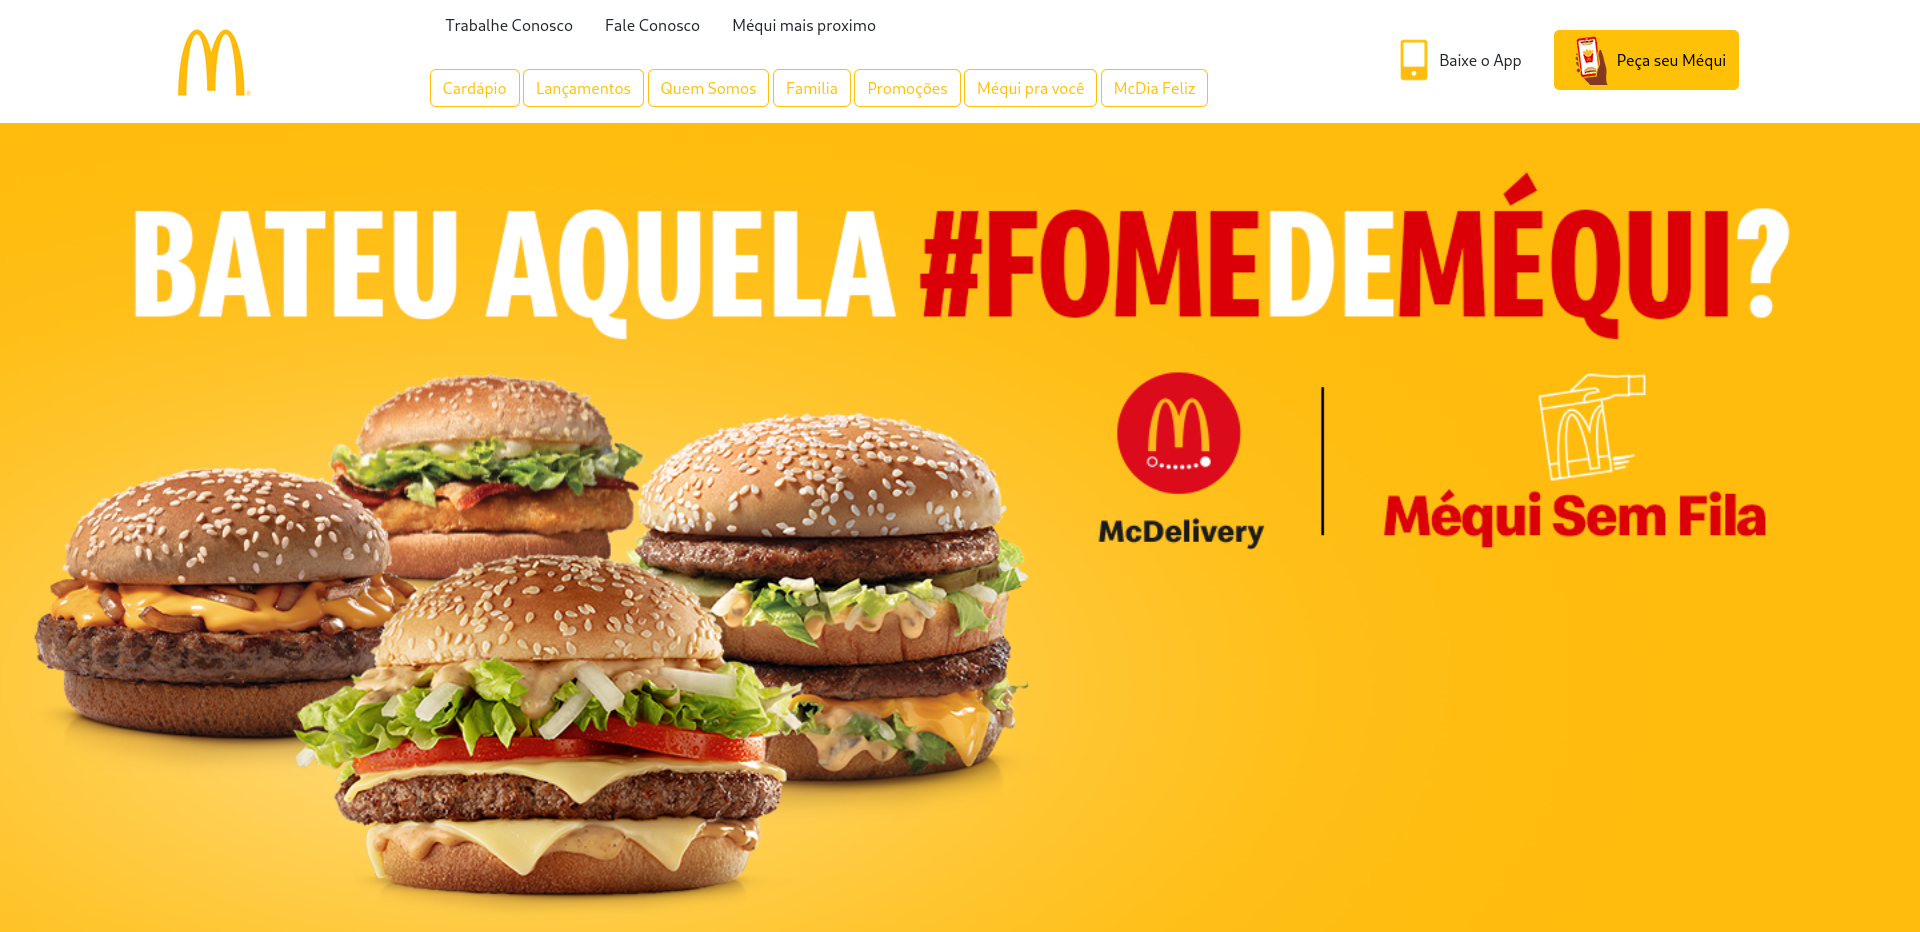 Trabalhe Conosco Fale Conosco Méqui mais proximo
Baixe o App
Peça seu Méqui
Cardápio Lançamentos Quem Somos Familia Promoções Méqui pra você McDia Feliz
BATEU AQUELA #FOMEDEMÉQUI?
McDelivery
Méqui Sem Fila